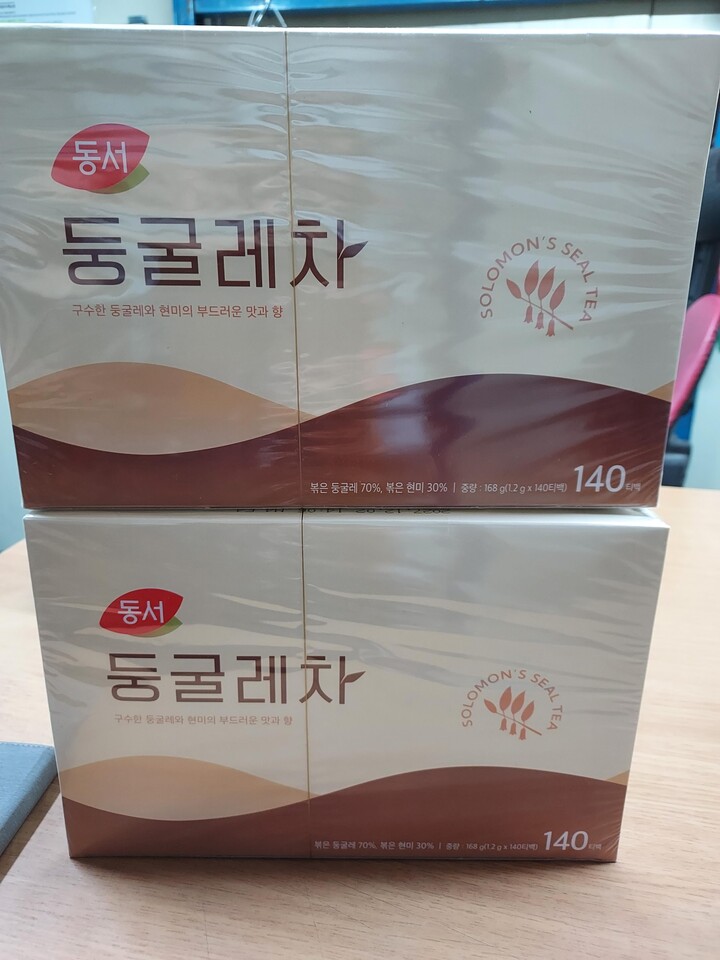 동서
둥굴레차
구수한 둥굴레와 현미의 부드러운 맛과 향
SOLOMON'S SEAL TEA
볶은 둥굴레 70%, 볶은 현미 30% | 중량 : 168 g(1.2 g x 140티백) 140티백
동서
둥굴레차
구수한 둥굴레와 현미의 부드러운 맛과 향
SOLOMON'S SEAL TEA
볶은 둥굴레 70%, 볶은 현미 30% | 중량 : 168 g(1.2 g x 140티백) 140티백